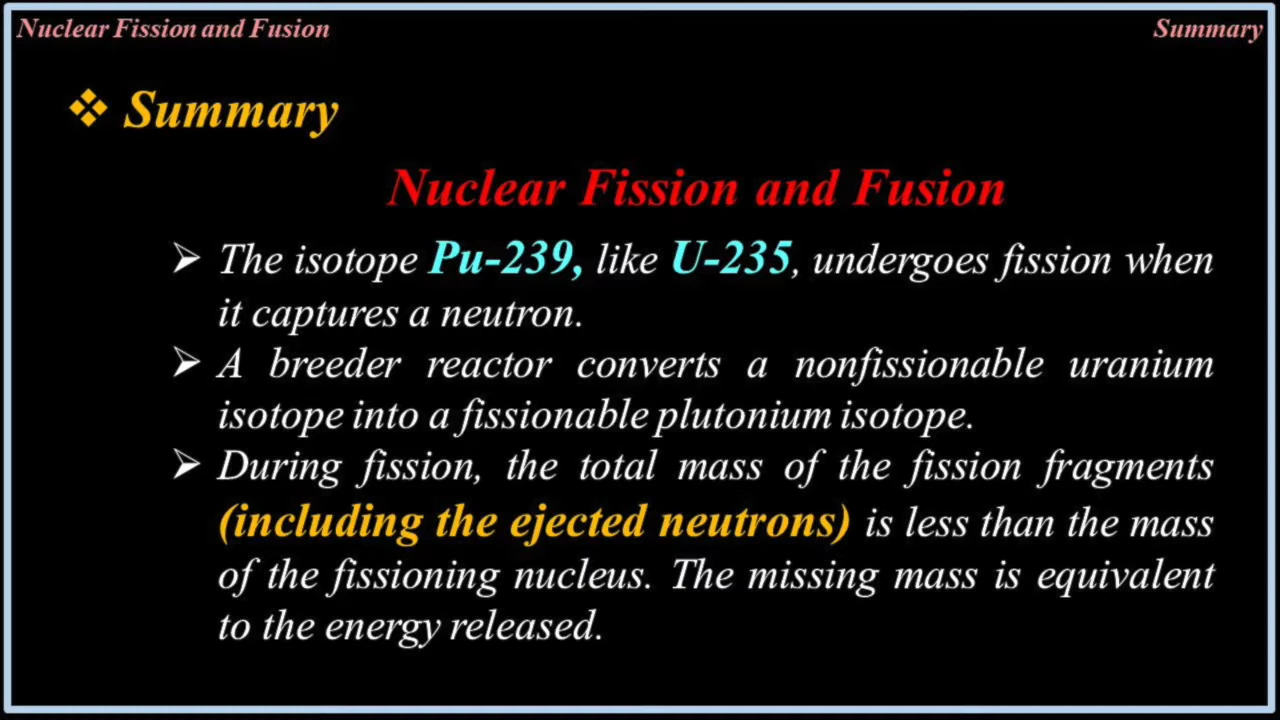 Nuclear Fission and Fusion
Summary
❖ Summary
Nuclear Fission and Fusion
➢ The isotope Pu-239, like U-235, undergoes fission when
it captures a neutron.
➢ A breeder reactor converts a nonfissionable uranium
isotope into a fissionable plutonium isotope.
➢ During fission, the total mass of the fission fragments
(including the ejected neutrons) is less than the mass
of the fissioning nucleus. The missing mass is equivalent
to the energy released.